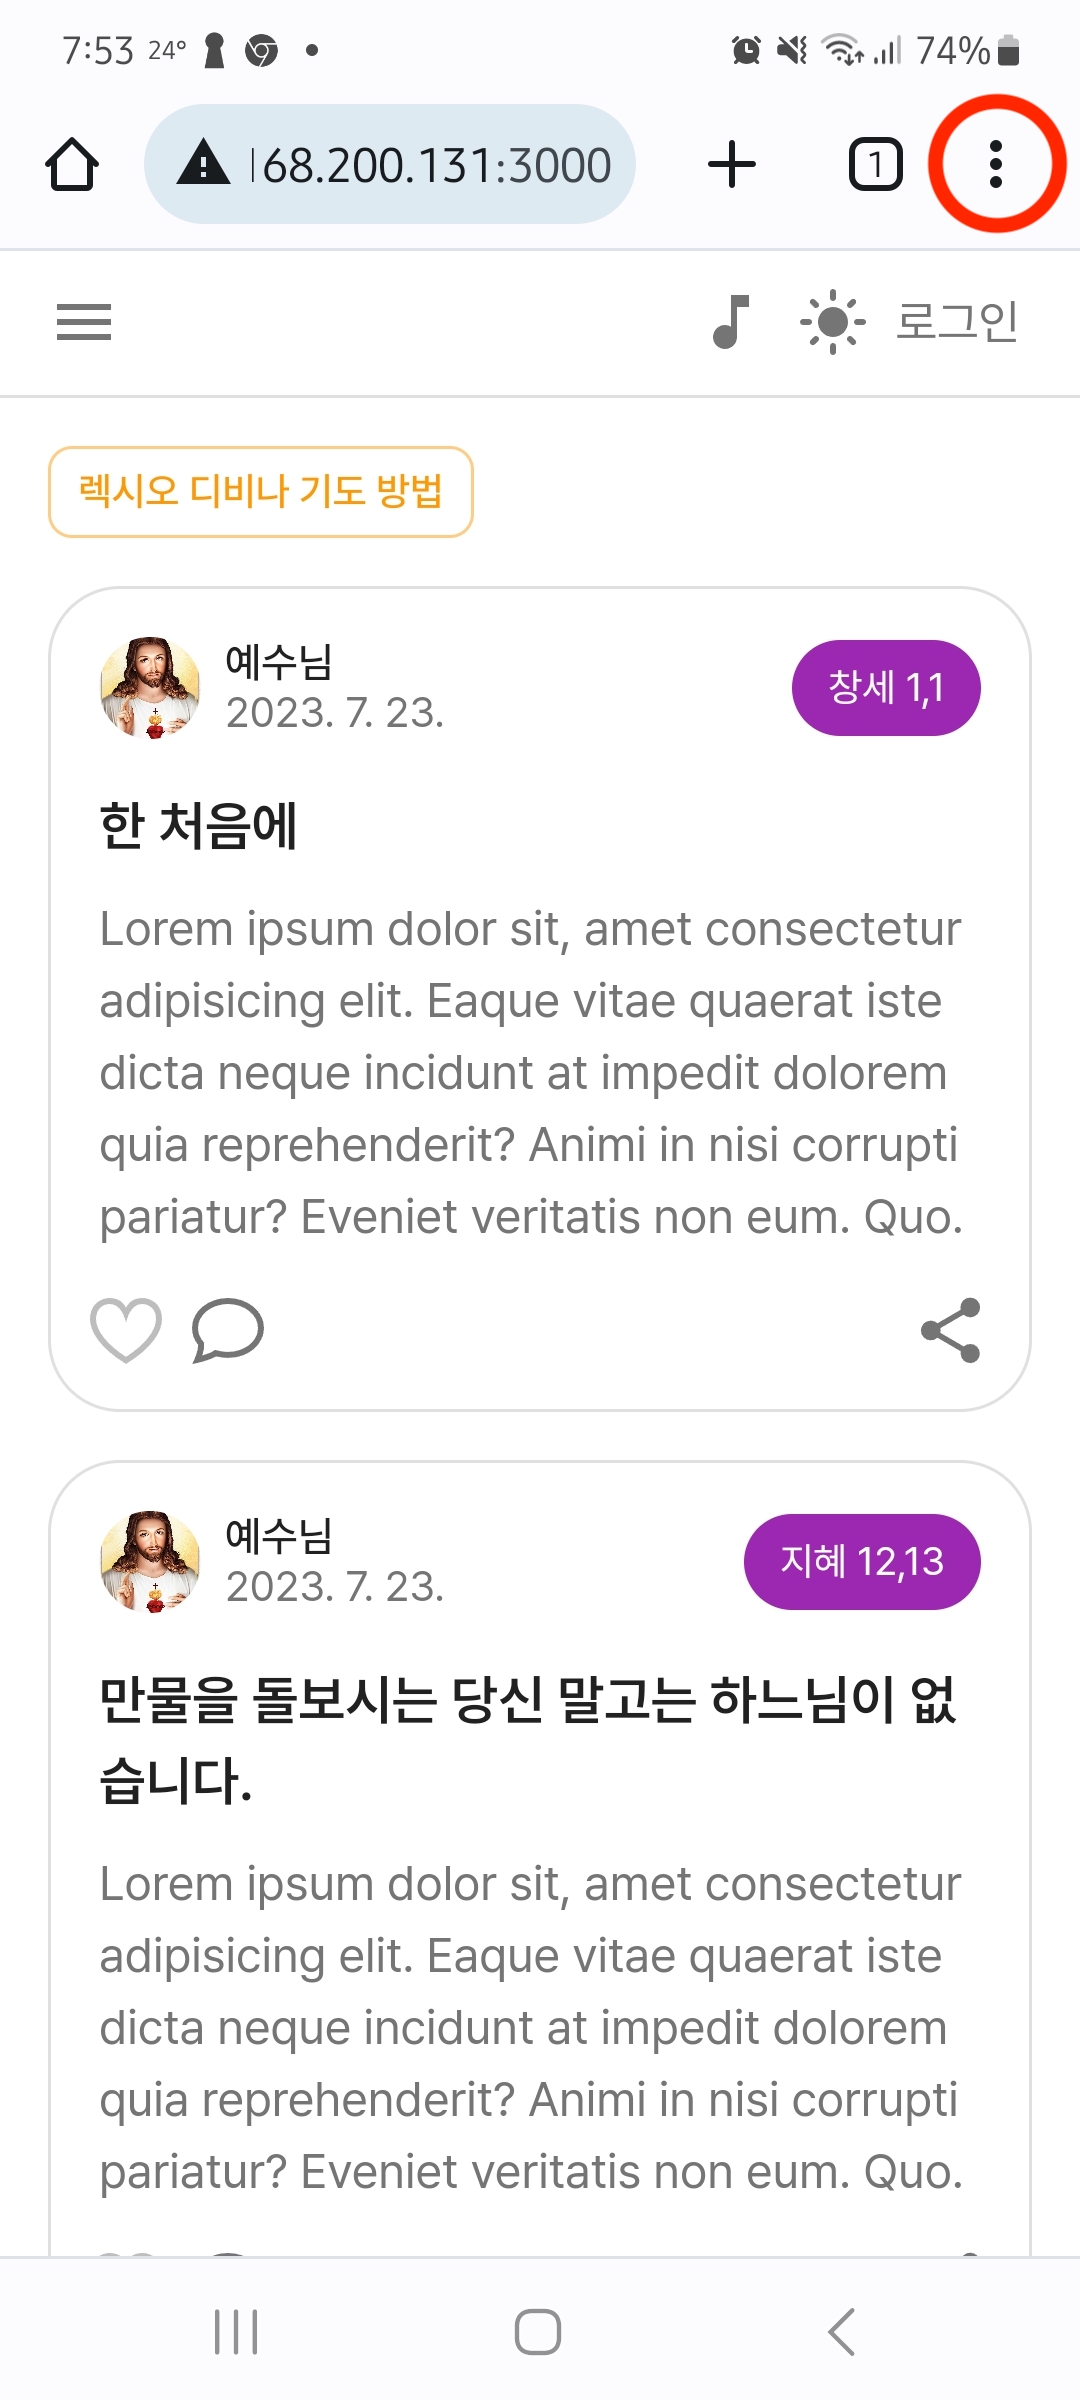 7:53 24° 74%
168.200.131:3000 1
로그인
렉시오 디비나 기도 방법
예수님
2023. 7. 23.
창세 1,1
한 처음에
Lorem ipsum dolor sit, amet consectetur
adipisicing elit. Eaque vitae quaerat iste
dicta neque incidunt at impedit dolorem
quia reprehenderit? Animi in nisi corrupti
pariatur? Eveniet veritatis non eum. Quo.
예수님
2023. 7. 23.
지혜 12,13
만물을 돌보시는 당신 말고는 하느님이 없
습니다.
Lorem ipsum dolor sit, amet consectetur
adipisicing elit. Eaque vitae quaerat iste
dicta neque incidunt at impedit dolorem
quia reprehenderit? Animi in nisi corrupti
pariatur? Eveniet veritatis non eum. Quo.